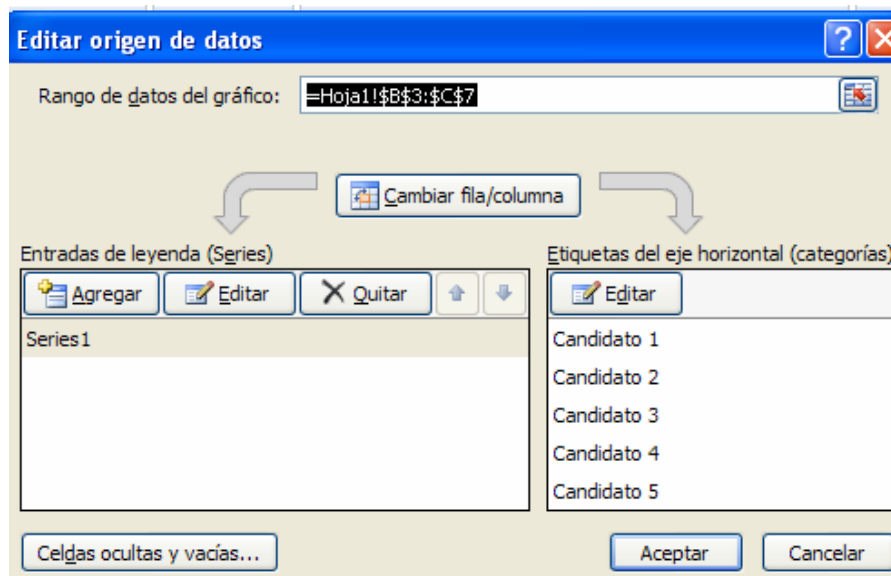 Editar origen de datos
Rango de datos del gráfico: =Hoja1!$B$3:$C$7
Cambiar fila/columna
Entradas de leyenda (Series)
Agregar Editar Quitar
Series1
Etiquetas del eje horizontal (categorías)
Editar
Candidato 1
Candidato 2
Candidato 3
Candidato 4
Candidato 5
Celdas ocultas y vacías...
Aceptar Cancelar